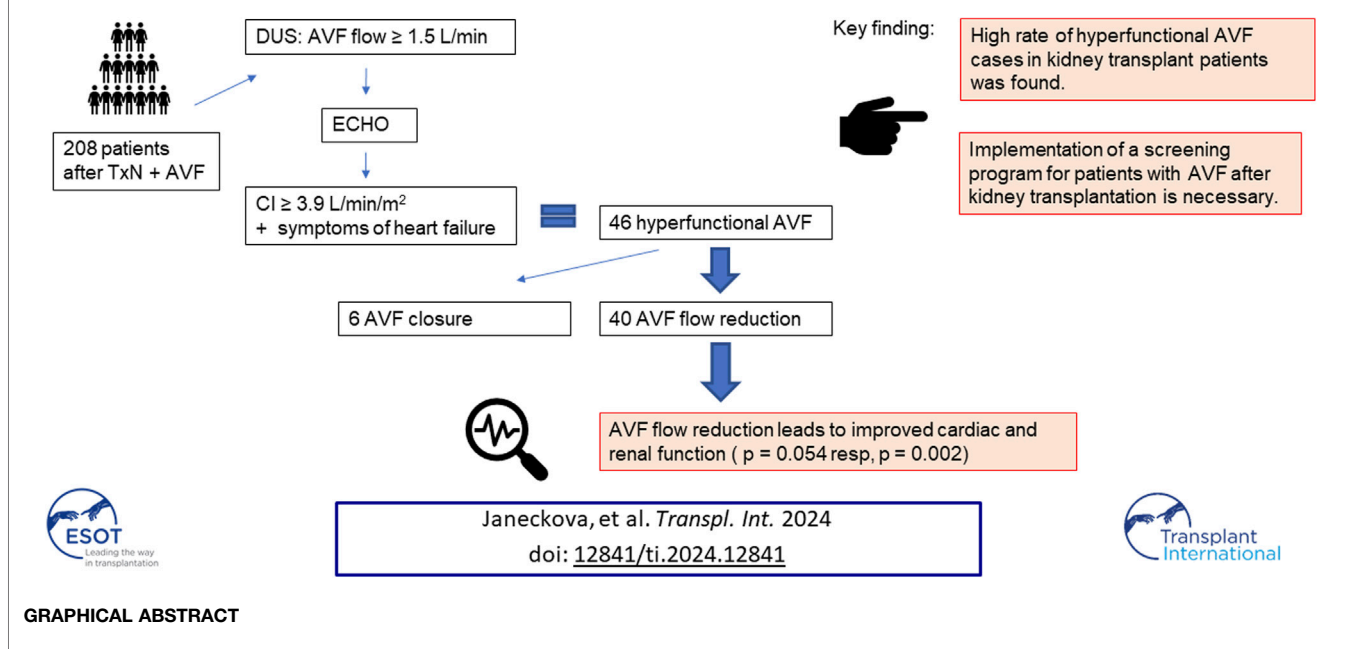 DUS: AVF flow ≥ 1.5 L/min
208 patients
after TxN + AVF
ECHO
CI ≥ 3.9 L/min/m²
+ symptoms of heart failure
46 hyperfunctional AVF
6 AVF closure
40 AVF flow reduction
AVF flow reduction leads to improved cardiac and
renal function ( p = 0.054 resp, p = 0.002)
Key finding:
High rate of hyperfunctional AVF
cases in kidney transplant patients
was found.
Implementation of a screening
program for patients with AVF after
kidney transplantation is necessary.
ESOT
Leading the way
in transplantation
Janeckova, et al. Transpl. Int. 2024
doi: 12841/ti.2024.12841
Transplant
International
GRAPHICAL ABSTRACT